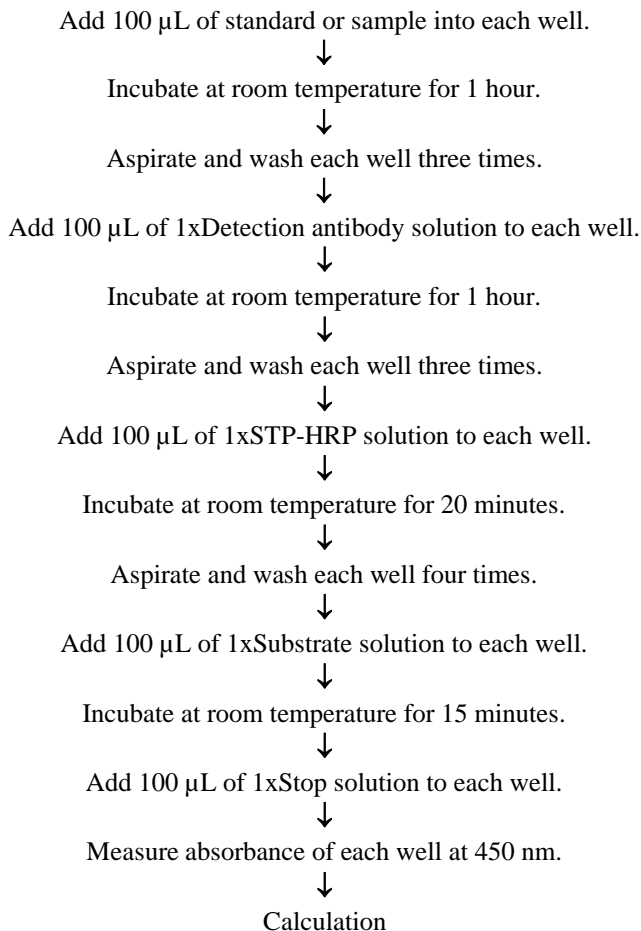 Add 100 µL of standard or sample into each well.
↓
Incubate at room temperature for 1 hour.
↓
Aspirate and wash each well three times.
↓
Add 100 µL of 1xDetection antibody solution to each well.
↓
Incubate at room temperature for 1 hour.
↓
Aspirate and wash each well three times.
↓
Add 100 µL of 1xSTP-HRP solution to each well.
↓
Incubate at room temperature for 20 minutes.
↓
Aspirate and wash each well four times.
↓
Add 100 µL of 1xSubstrate solution to each well.
↓
Incubate at room temperature for 15 minutes.
↓
Add 100 µL of 1xStop solution to each well.
↓
Measure absorbance of each well at 450 nm.
↓
Calculation